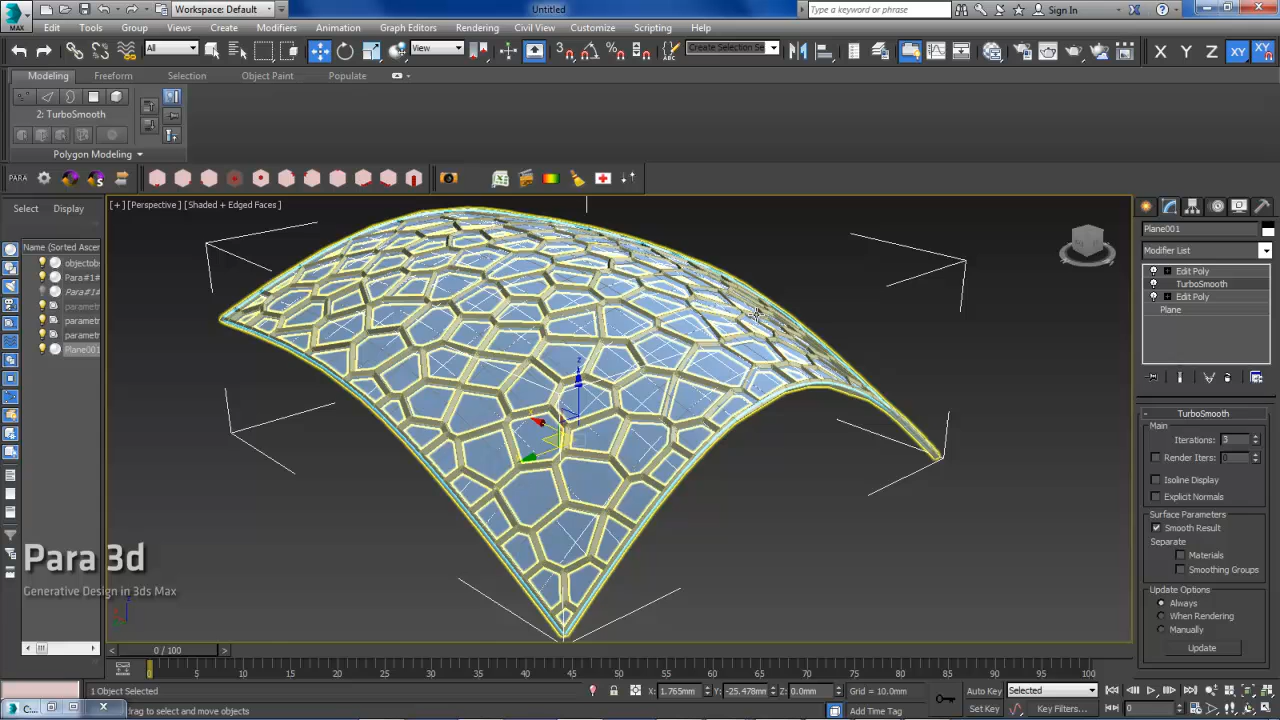 Workspace: Default
Untitled
Type a keyword or phrase
Sign In
MAX
Edit Tools Group Views Create Modifiers Animation Graph Editors Rendering Civil View Customize Scripting Help
All
View
Create Selection Se
X Y Z XY XY
Modeling Freeform Selection Object Paint Populate
2: TurboSmooth
Polygon Modeling
PARA
Select Display
[+] [Perspective] [Shaded + Edged Faces]
Name (Sorted Ascen
objectob
Para#1#
Para#1#
parametr
parametr
parametr
Plane001
Plane001
Modifier List
Edit Poly
TurboSmooth
Edit Poly
Plane
TurboSmooth
Main
Iterations: 3
Render Iters: 0
Isoline Display
Explicit Normals
Surface Parameters
Smooth Result
Separate
Materials
Smoothing Groups
Update Options
Always
When Rendering
Manually
Update
Para 3d
Generative Design in 3ds Max
0 / 100
0 5 10 15 20 25 30 35 40 45 50 55 60 65 70 75 80 85 90 95 100
1 Object Selected
X: 1.765mm Y: -25.478mm Z: 0.0mm Grid = 10.0mm
Auto Key Selected
drag to select and move objects
Add Time Tag
Set Key Key Filters... 0
C...